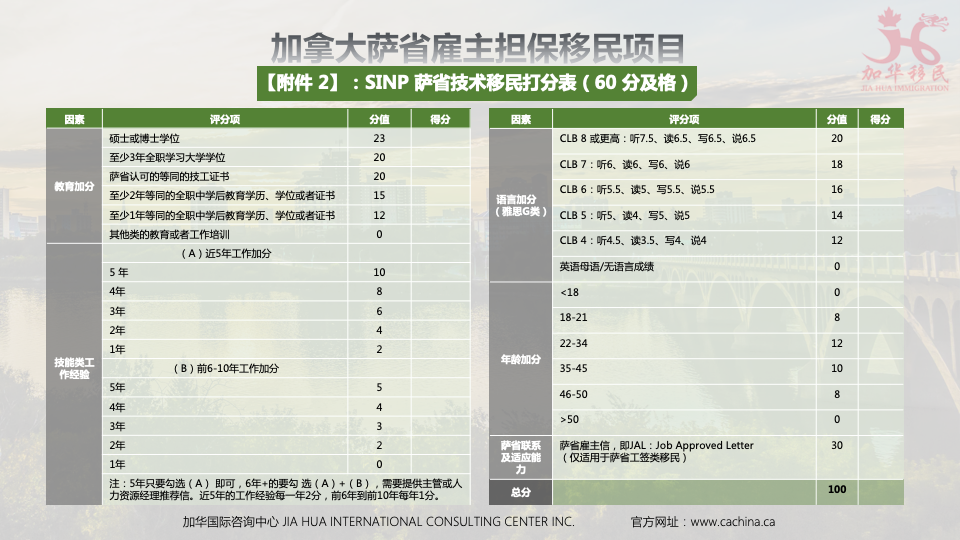 加拿大萨省雇主担保移民项目
加华移民
JIA HUA IMMIGRATION
【附件 2】:SINP 萨省技术移民打分表(60 分及格)
因素 评分项 分值 得分
教育加分
硕士或博士学位 23
至少3年全职学习大学学位 20
萨省认可的等同的技工证书 20
至少2年等同的全职中学后教育学历、学位或者证书 15
至少1年等同的全职中学后教育学历、学位或者证书 12
其他类的教育或者工作培训 0
技能类工
作经验
(A)近5年工作加分
5 年 10
4年 8
3年 6
2年 4
1年 2
(B)前6-10年工作加分
5年 5
4年 4
3年 3
2年 2
1年 0
注:5年只要勾选(A) 即可,6年+的要勾 选(A)+(B),需要提供主管或人
力资源经理推荐信。近5年的工作经验每一年2分,前6年到前10年每年1分。
因素 评分项 分值 得分
语言加分
(雅思G类)
CLB 8 或更高:听7.5、读6.5、写6.5、说6.5 20
CLB 7:听6、读6、写6、说6 18
CLB 6:听5.5、读5、写5.5、说5.5 16
CLB 5:听5、读4、写5、说5 14
CLB 4:听4.5、读3.5、写4、说4 12
英语母语/无语言成绩 0
年龄加分
<18 0
18-21 8
22-34 12
35-45 10
46-50 8
>50 0
萨省联系
及适应能
力
萨省雇主信,即JAL:Job Approved Letter 30
(仅适用于萨省工签类移民)
总分 100
加华国际咨询中心 JIA HUA INTERNATIONAL CONSULTING CENTER INC. 官方网址:www.cachina.ca